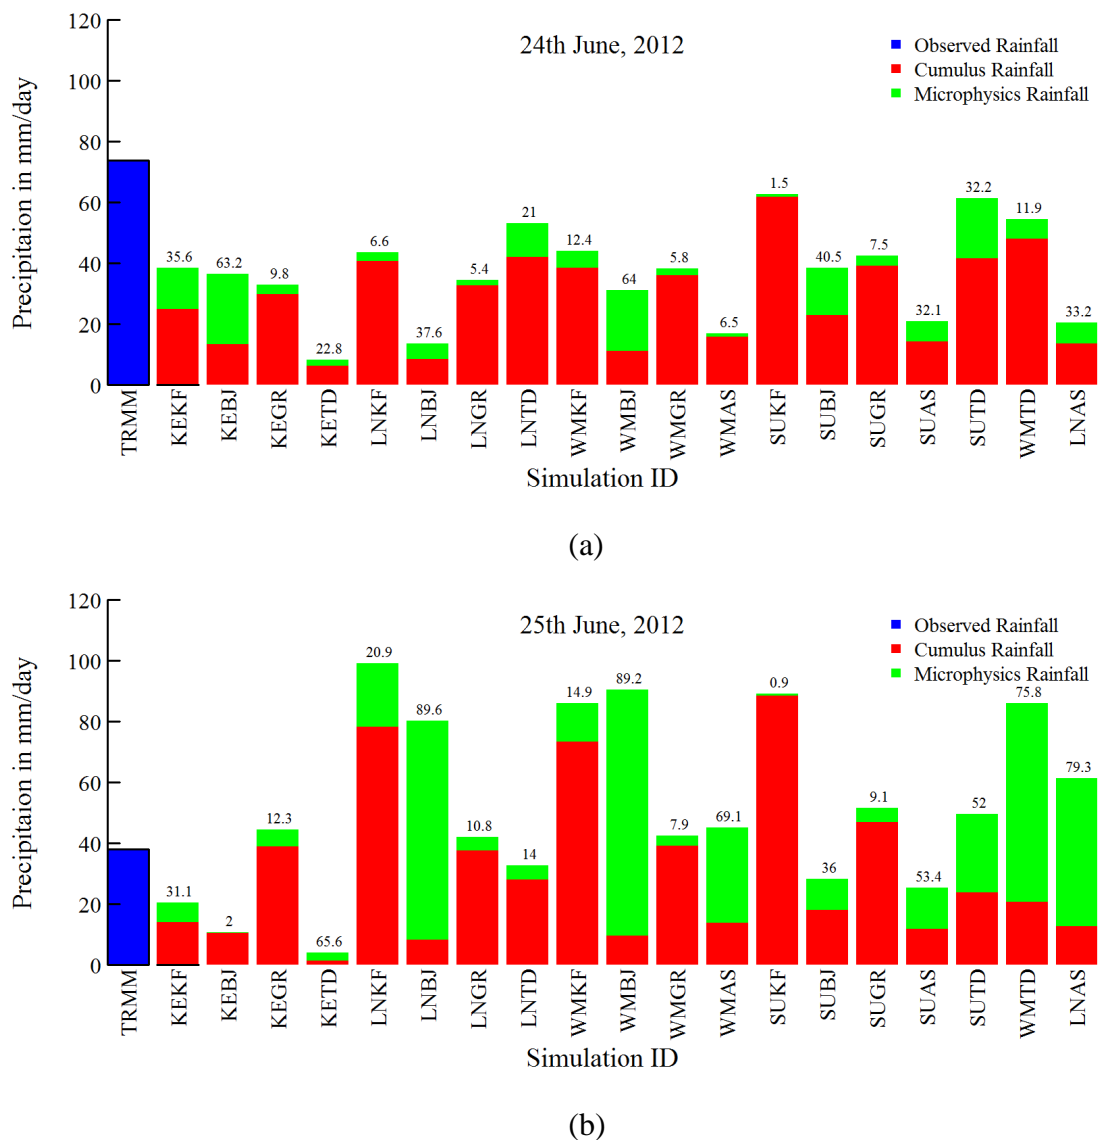 120
24th June, 2012
Observed Rainfall
Cumulus Rainfall
Microphysics Rainfall
100
80
60
40
20
0
Precipitaion in mm/day
35.6
63.2
9.8
22.8
6.6
37.6
5.4
21
12.4
64
5.8
6.5
1.5
40.5
7.5
32.1
32.2
11.9
33.2
TRMM
KEKF
KEBJ
KEGR
KETD
LNKF
LNBJ
LNGR
LNTD
WMKF
WMBJ
WMGR
WMAS
SUKF
SUBJ
SUGR
SUAS
SUTD
WMTD
LNAS
Simulation ID
(a)
120
25th June, 2012
Observed Rainfall
Cumulus Rainfall
Microphysics Rainfall
100
80
60
40
20
0
Precipitaion in mm/day
31.1
2
12.3
65.6
20.9
89.6
10.8
14
14.9
89.2
7.9
69.1
0.9
36
9.1
53.4
52
75.8
79.3
TRMM
KEKF
KEBJ
KEGR
KETD
LNKF
LNBJ
LNGR
LNTD
WMKF
WMBJ
WMGR
WMAS
SUKF
SUBJ
SUGR
SUAS
SUTD
WMTD
LNAS
Simulation ID
(b)